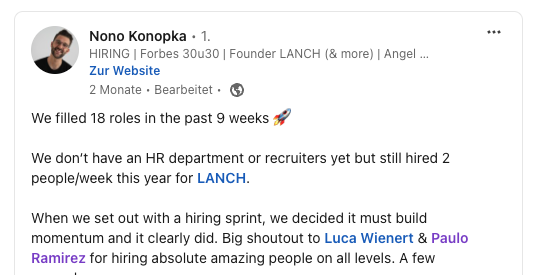 Nono Konopka • 1.
HIRING | Forbes 30u30 | Founder LANCH (& more) | Angel ...
Zur Website
2 Monate • Bearbeitet •
We filled 18 roles in the past 9 weeks 🚀
We don’t have an HR department or recruiters yet but still hired 2
people/week this year for LANCH.
When we set out with a hiring sprint, we decided it must build
momentum and it clearly did. Big shoutout to Luca Wienert & Paulo
Ramirez for hiring absolute amazing people on all levels. A few